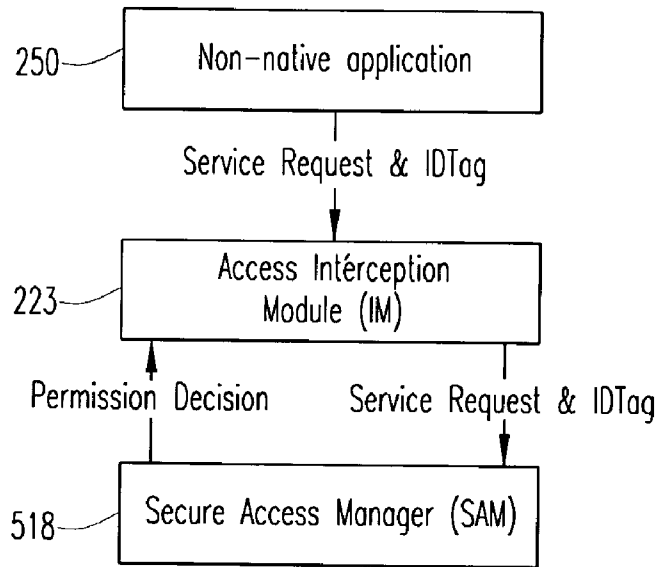 250
Non-native application
Service Request & IDTag
223
Access Intérception
Module (IM)
Permission Decision
Service Request & IDTag
518
Secure Access Manager (SAM)